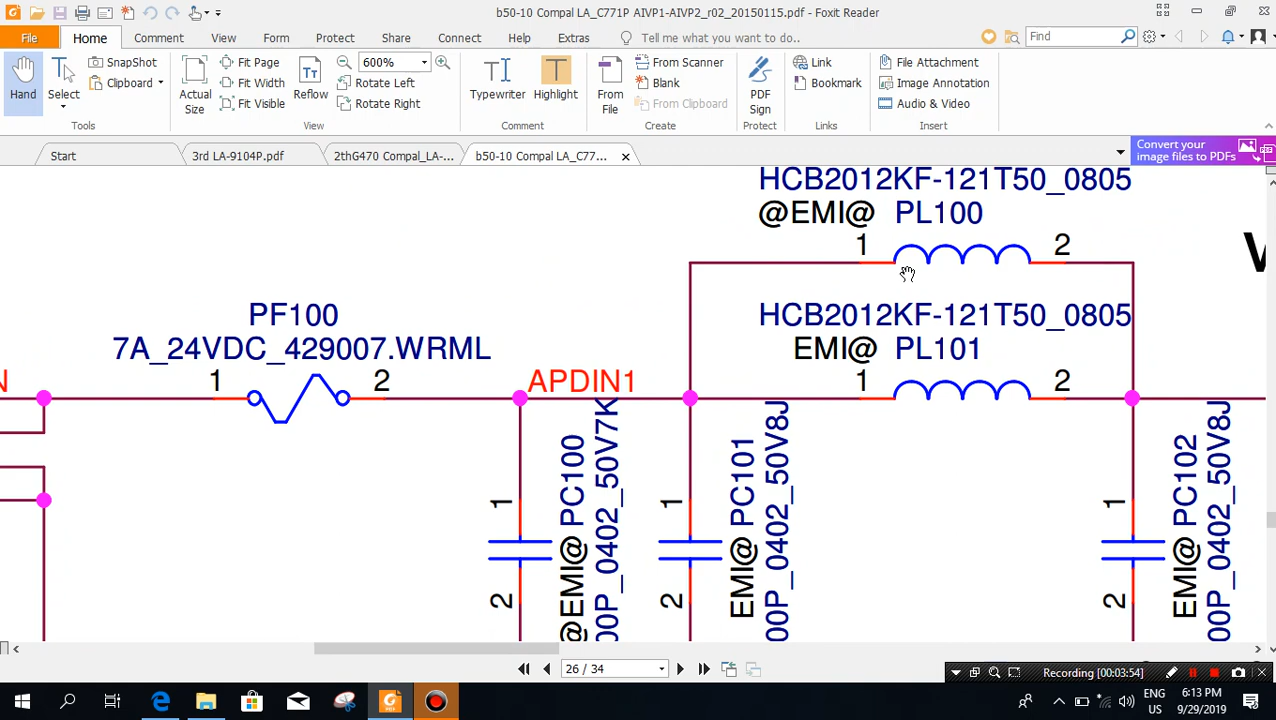 b50-10 Compal LA_C771P AIVP1-AIVP2_r02_20150115.pdf - Foxit Reader
File Home Comment View Form Protect Share Connect Help Extras Tell me what you want to do... Find
Hand
Select
SnapShot
Clipboard
Tools
Actual Size
Fit Page
Fit Width
Fit Visible
Reflow
600%
Rotate Left
Rotate Right
View
Typewriter
Highlight
Comment
From File
From Scanner
Blank
From Clipboard
Create
PDF Sign
Protect
Link
Bookmark
Links
File Attachment
Image Annotation
Audio & Video
Insert
Start 3rd LA-9104P.pdf 2thG470 Compal_LA-... b50-10 Compal LA_C77...
Convert your image files to PDFs
HCB2012KF-121T50_0805
@EMI@ PL100
1 2
V
PF100
7A_24VDC_429007.WRML
1 2
N
APDIN1
HCB2012KF-121T50_0805
EMI@ PL101
1 2
1
2
@EMI@ PC100
00P_0402_50V7K
1
2
EMI@ PC101
00P_0402_50V8J
1
2
EMI@ PC102
00P_0402_50V8J
26 / 34
Recording [00:03:54]
ENG
US
6:13 PM
9/29/2019